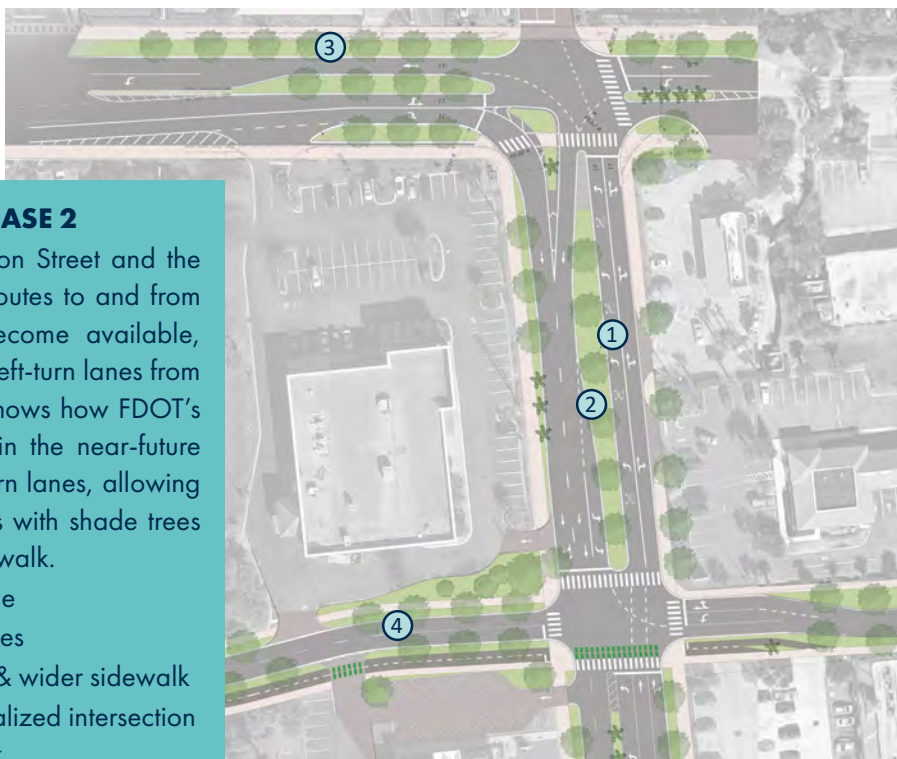 3
1
2
4
ASE 2
on Street and the
outes to and from
ecome available,
eft-turn lanes from
hows how FDOT's
in the near-future
rn lanes, allowing
s with shade trees
walk.
e
es
& wider sidewalk
alized intersection